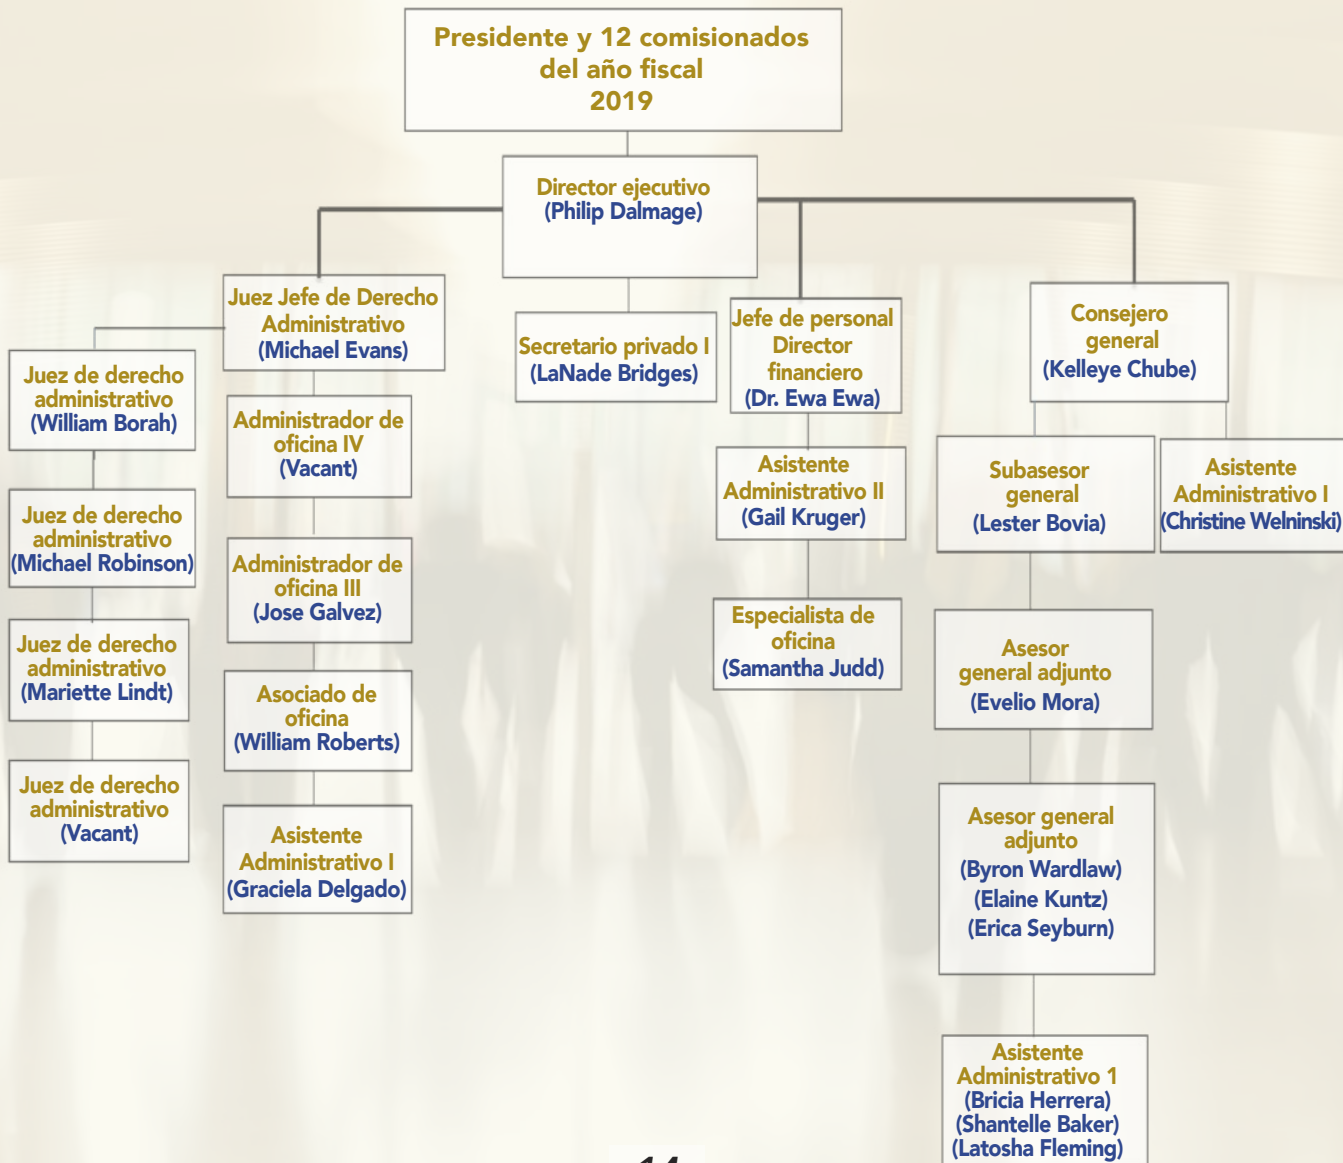 Presidente y 12 comisionados
del año fiscal
2019
Director ejecutivo
(Philip Dalmage)
Juez Jefe de Derecho
Administrativo
(Michael Evans)
Juez de derecho
administrativo
(William Borah)
Juez de derecho
administrativo
(Michael Robinson)
Juez de derecho
administrativo
(Mariette Lindt)
Juez de derecho
administrativo
(Vacant)
Administrador de
oficina IV
(Vacant)
Administrador de
oficina III
(Jose Galvez)
Asociado de
oficina
(William Roberts)
Asistente
Administrativo I
(Graciela Delgado)
Secretario privado I
(LaNade Bridges)
Jefe de personal
Director
financiero
(Dr. Ewa Ewa)
Asistente
Administrativo II
(Gail Kruger)
Especialista de
oficina
(Samantha Judd)
Consejero
general
(Kelleye Chube)
Subasesor
general
(Lester Bovia)
Asistente
Administrativo I
(Christine Welninski)
Asesor
general adjunto
(Evelio Mora)
Asesor general
adjunto
(Byron Wardlaw)
(Elaine Kuntz)
(Erica Seyburn)
Asistente
Administrativo 1
(Bricia Herrera)
(Shantelle Baker)
(Latosha Fleming)